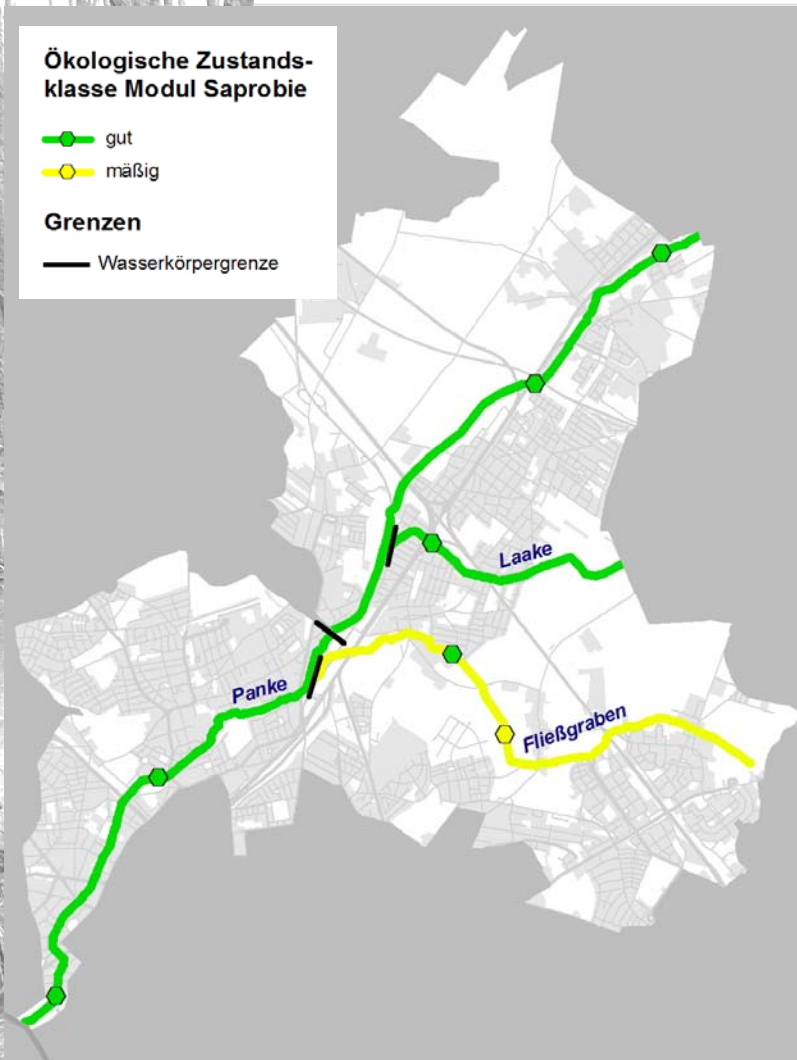 Ökologische Zustands-
klasse Modul Saprobie
gut
mäßig
Grenzen
Wasserkörpergrenze
Laake
Panke
Fließgraben